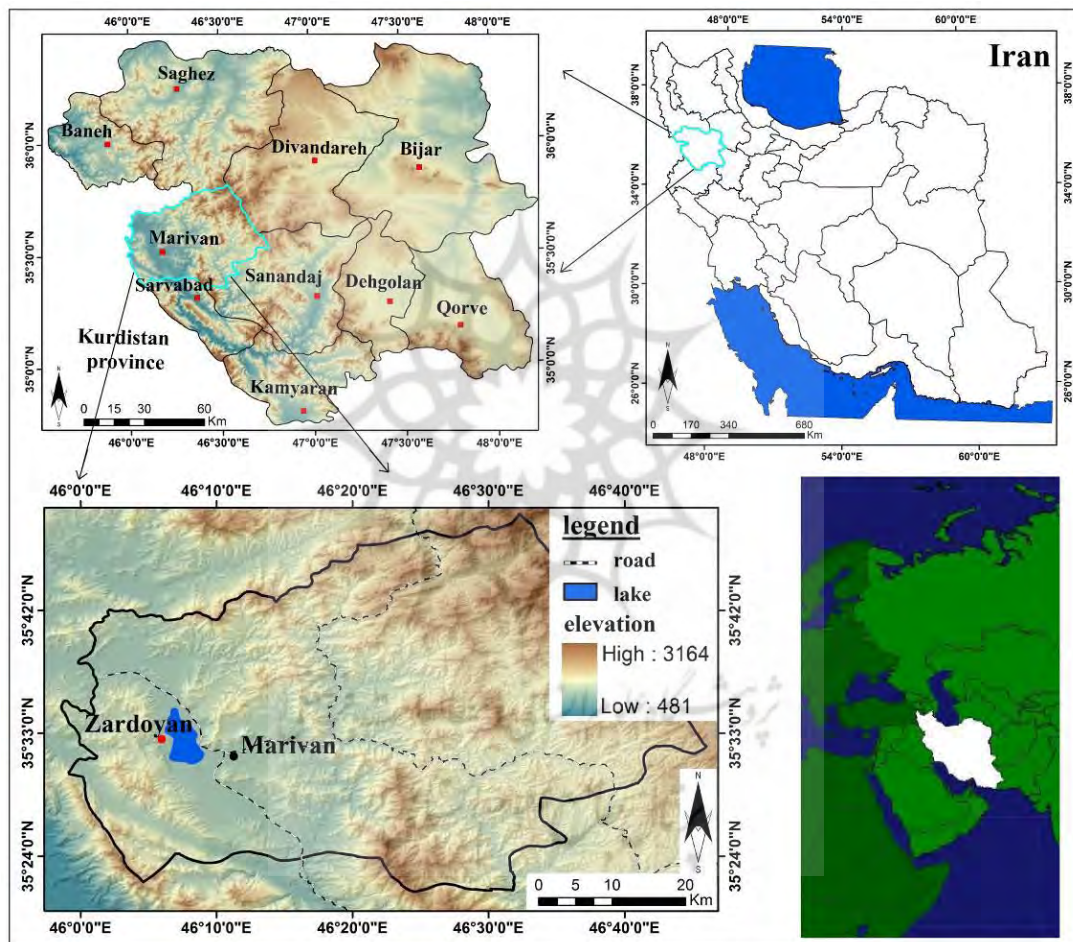 46°0'0"E 46°30'0"E 47°0'0"E 47°30'0"E 48°0'0"E
36°0'0"N
35°30'0"N
35°0'0"N
Saghez
Baneh
Divandareh
Bijar
Marivan
Sarvabad
Sanandaj
Dehgolan
Qorve
Kamyaran
Kurdistan
province
N
S
0 15 30 60
Km
36°0'0"N
35°30'0"N
35°0'0"N
46°0'0"E 46°30'0"E 47°0'0"E 47°30'0"E 48°0'0"E
48°0'0"E 54°0'0"E 60°0'0"E
Iran
38°0'0"N
34°0'0"N
30°0'0"N
26°0'0"N
38°0'0"N
34°0'0"N
30°0'0"N
26°0'0"N
N
S
0 170 340 680
Km
48°0'0"E 54°0'0"E 60°0'0"E
46°0'0"E 46°10'0"E 46°20'0"E 46°30'0"E 46°40'0"E
35°42'0"N
35°33'0"N
35°24'0"N
legend
road
lake
elevation
High : 3164
Low : 481
Zardoyan
Marivan
35°42'0"N
35°33'0"N
35°24'0"N
N
S
0 5 10 20
Km
46°0'0"E 46°10'0"E 46°20'0"E 46°30'0"E 46°40'0"E